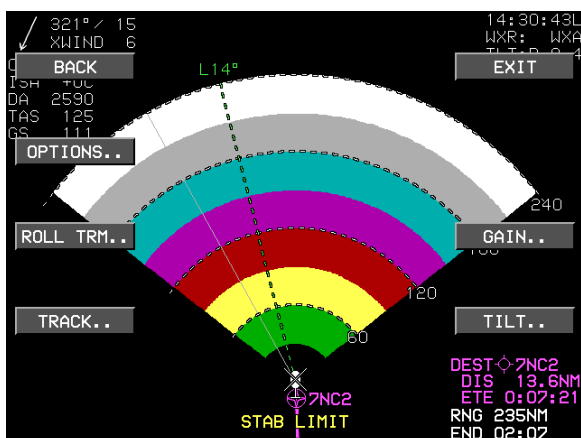 321°/ 15
XWIND 6
14:30:43L
WXR: WXA
BACK
L14°
EXIT
DA 2590
TAS 125
GS 111
OPTIONS..
240
ROLL TRM..
GAIN..
120
TRACK..
60
TILT..
DEST 7NC2
DIS 13.6NM
ETE 0:07:21
7NC2
RNG 235NM
STAB LIMIT
END 02:07